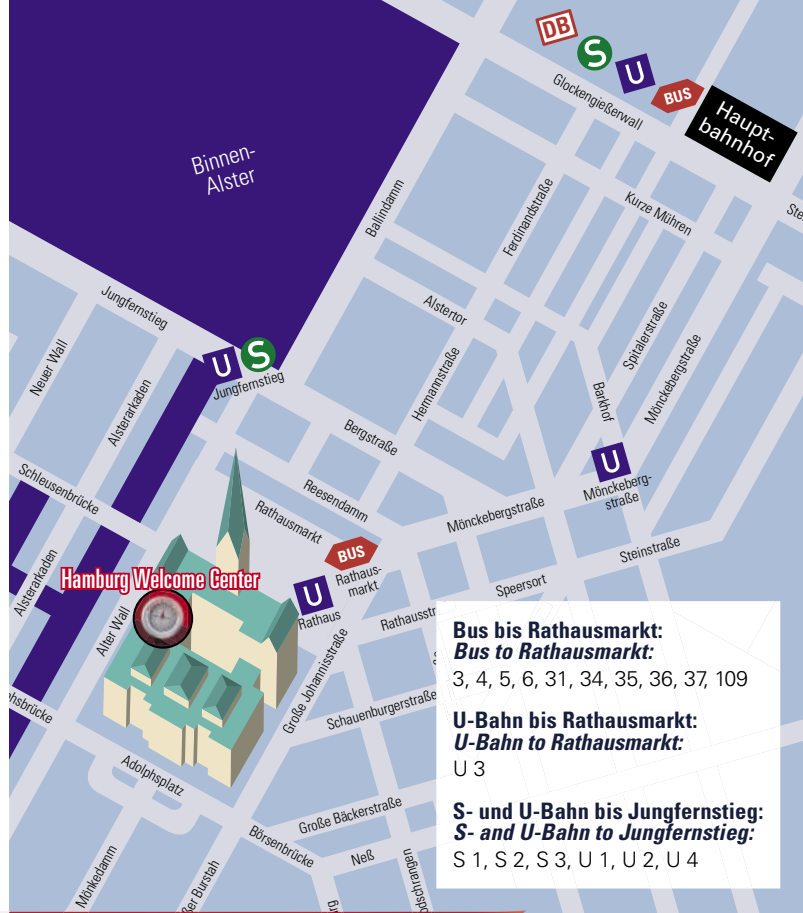 DB
S
U
BUS
Haupt-
bahnhof
Glockengießerwall
Binnen-
Alster
Ballindamm
Ferdinandstraße
Kurze Mühren
Alstertor
Jungfernstieg
Neuer Wall
Alsterarkaden
U
S
Jungfernstieg
Hermannstraße
Spitalerstraße
Mönckebergstraße
Barkhof
Bergstraße
U
Mönckeberg-
straße
Schleusenbrücke
Reesendamm
Rathausmarkt
Mönckebergstraße
Steinstraße
BUS
Rathaus-
markt
Hamburg Welcome Center
U
Rathaus
Speersort
Alsterarkaden
Alter Wall
Große Johannisstraße
Schauenburgerstraße
Adolphsplatz
Große Bäckerstraße
Börsenbrücke
Neß
Mönkedamm
Bus bis Rathausmarkt:
Bus to Rathausmarkt:
3, 4, 5, 6, 31, 34, 35, 36, 37, 109
U-Bahn bis Rathausmarkt:
U-Bahn to Rathausmarkt:
U 3
S- und U-Bahn bis Jungfernstieg:
S- and U-Bahn to Jungfernstieg:
S 1, S 2, S 3, U 1, U 2, U 4